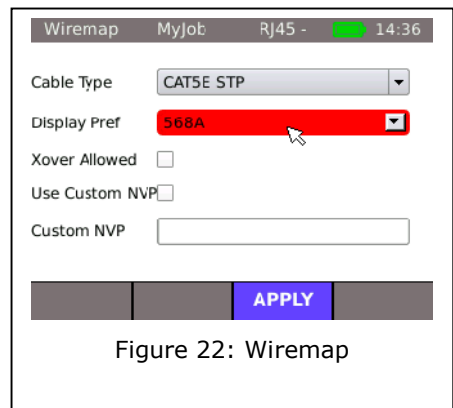 Wiremap MyJob RJ45 - 14:36
Cable Type CAT5E STP
Display Pref 568A
Xover Allowed
Use Custom NVP
Custom NVP
APPLY
Figure 22: Wiremap